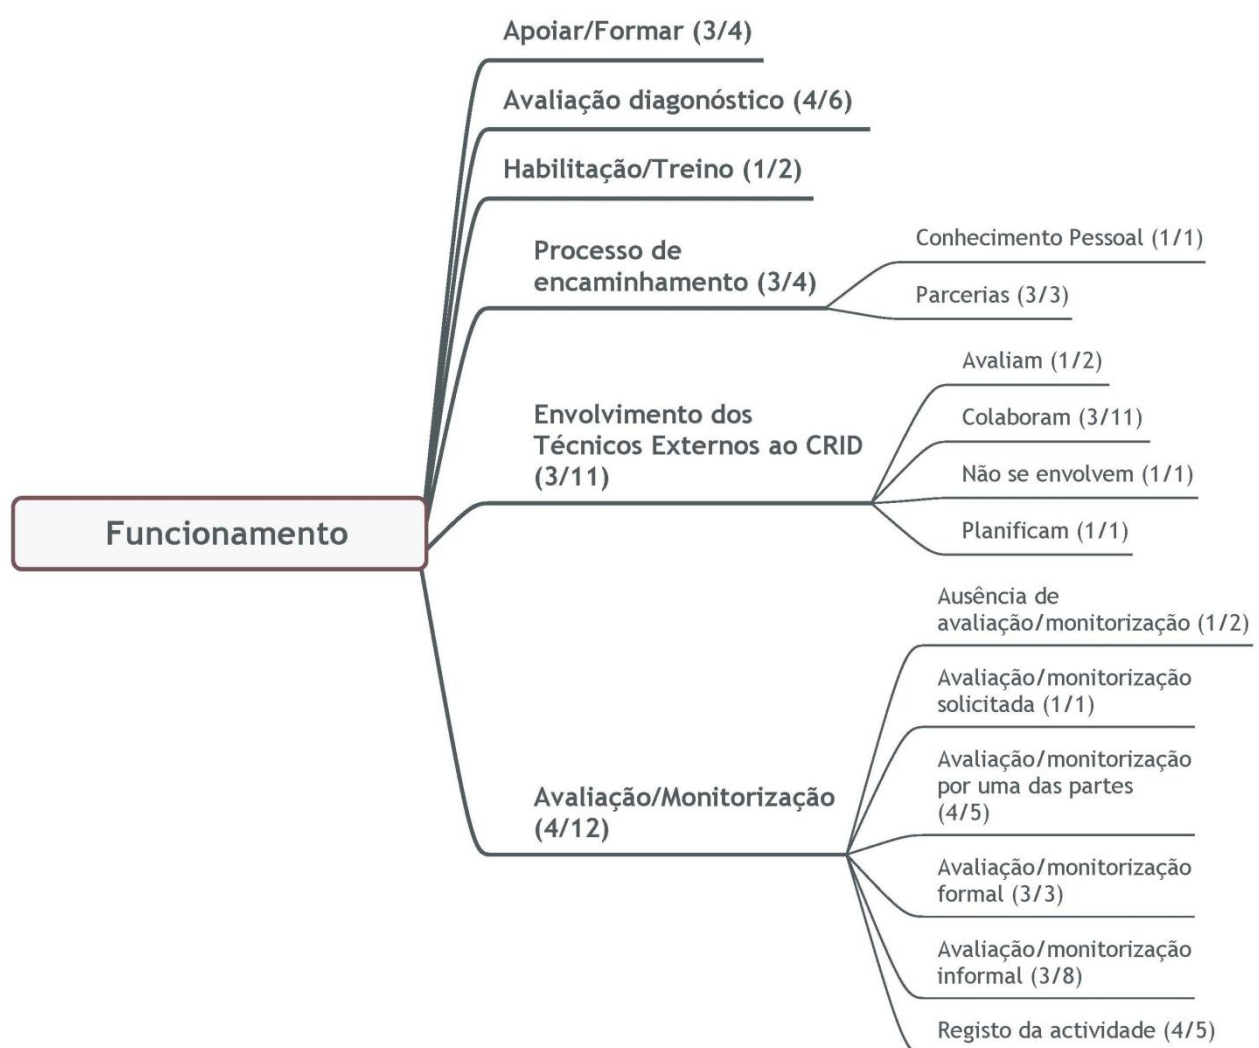 Apoiar/Formar (3/4)
Avaliação diagonóstico (4/6)
Habilitação/Treino (1/2)
Processo de
encaminhamento (3/4)
Conhecimento Pessoal (1/1)
Parcerias (3/3)
Envolvimento dos
Técnicos Externos ao CRID
(3/11)
Avaliam (1/2)
Colaboram (3/11)
Não se envolvem (1/1)
Planificam (1/1)
Funcionamento
Avaliação/Monitorização
(4/12)
Ausência de
avaliação/monitorização (1/2)
Avaliação/monitorização
solicitada (1/1)
Avaliação/monitorização
por uma das partes
(4/5)
Avaliação/monitorização
formal (3/3)
Avaliação/monitorização
informal (3/8)
Registo da actividade (4/5)